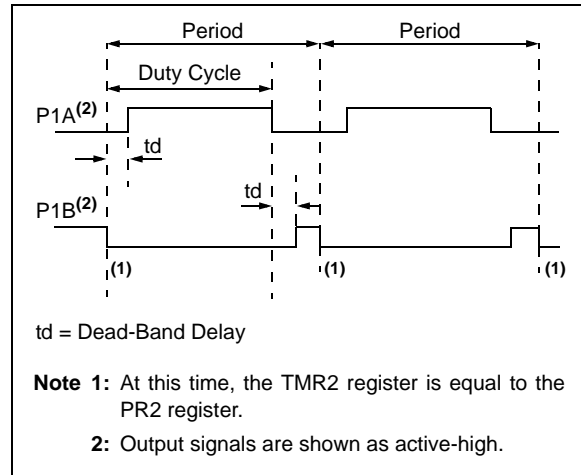 Period Period
Duty Cycle
P1A(2)
td
td
P1B(2)
(1) (1) (1)
td = Dead-Band Delay
Note 1: At this time, the TMR2 register is equal to the
PR2 register.
2: Output signals are shown as active-high.